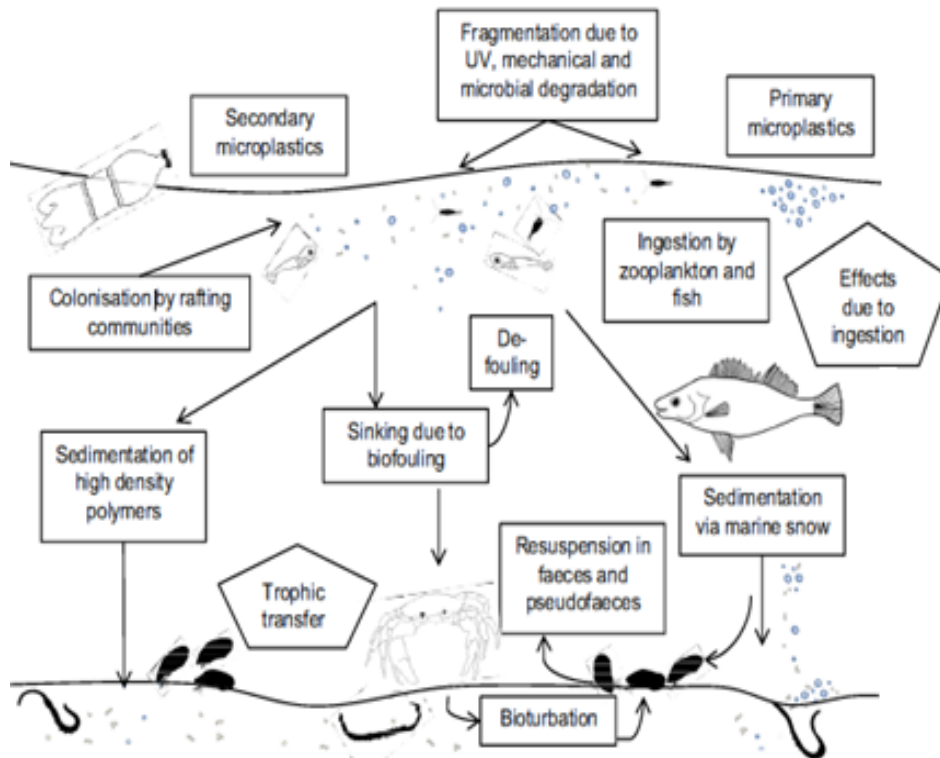 Fragmentation due to
UV, mechanical and
microbial degradation
Secondary
microplastics
Primary
microplastics
Colonisation by rafting
communities
Ingestion by
zooplankton and
fish
Effects
due to
ingestion
De-
fouling
Sedimentation of
high density
polymers
Sinking due to
biofouling
Sedimentation
via marine snow
Trophic
transfer
Resuspension in
faeces and
pseudofaeces
Bioturbation